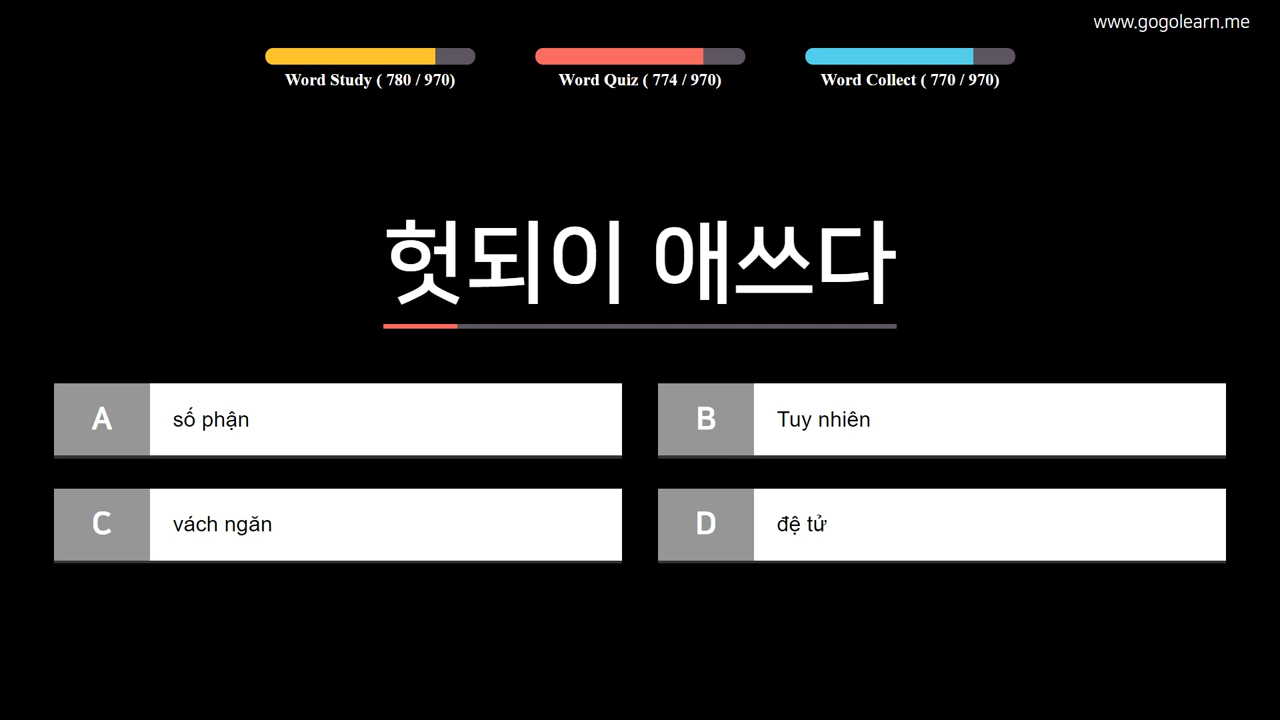 www.gogolearn.me
Word Study ( 780 / 970)
Word Quiz ( 774 / 970)
Word Collect ( 770 / 970)
헛되이 애쓰다
A số phận
B Tuy nhiên
C vách ngăn
D đệ tử